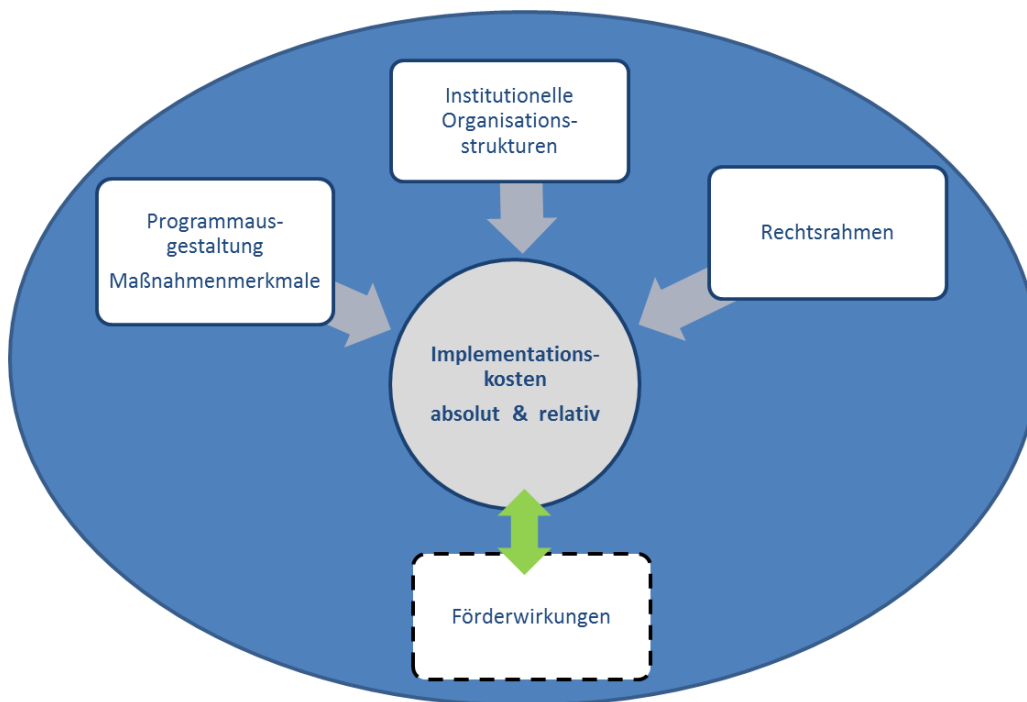 Institutionelle
Organisations-
strukturen
Programmaus-
gestaltung
Maßnahmenmerkmale
Rechtsrahmen
Implementations-
kosten
absolut & relativ
Förderwirkungen